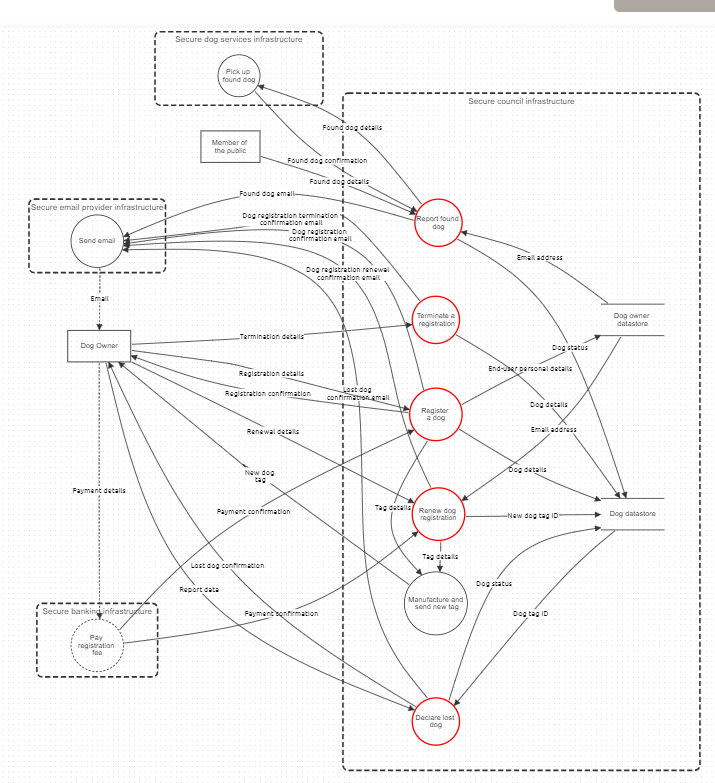 Secure dog services infrastructure
Pick up
found dog
Secure council infrastructure
Found dog details
Member of
the public
Found dog confirmation
Found dog details
Found dog email
Secure email provider infrastructure
Dog registration termination
confirmation email
Report found
dog
Dog registration
confirmation email
Send email
Email address
Dog registration renewal
confirmation email
Email
Terminate a
registration
Dog owner
datastore
Termination details
Dog Owner
Dog status
End-user personal details
Registration details
Registration confirmation
Lost dog
confirmation email
Dog details
Register
a dog
Email address
Renewal details
Dog details
New dog
tag
Payment details
Tag details
Payment confirmation
Renew dog
registration
New dog tag ID
Dog datastore
Tag details
Lost dog confirmation
Dog status
Report data
Manufacture and
send new tag
Secure banking infrastructure
Payment confirmation
Dog tag ID
Pay
registration
fee
Declare lost
dog